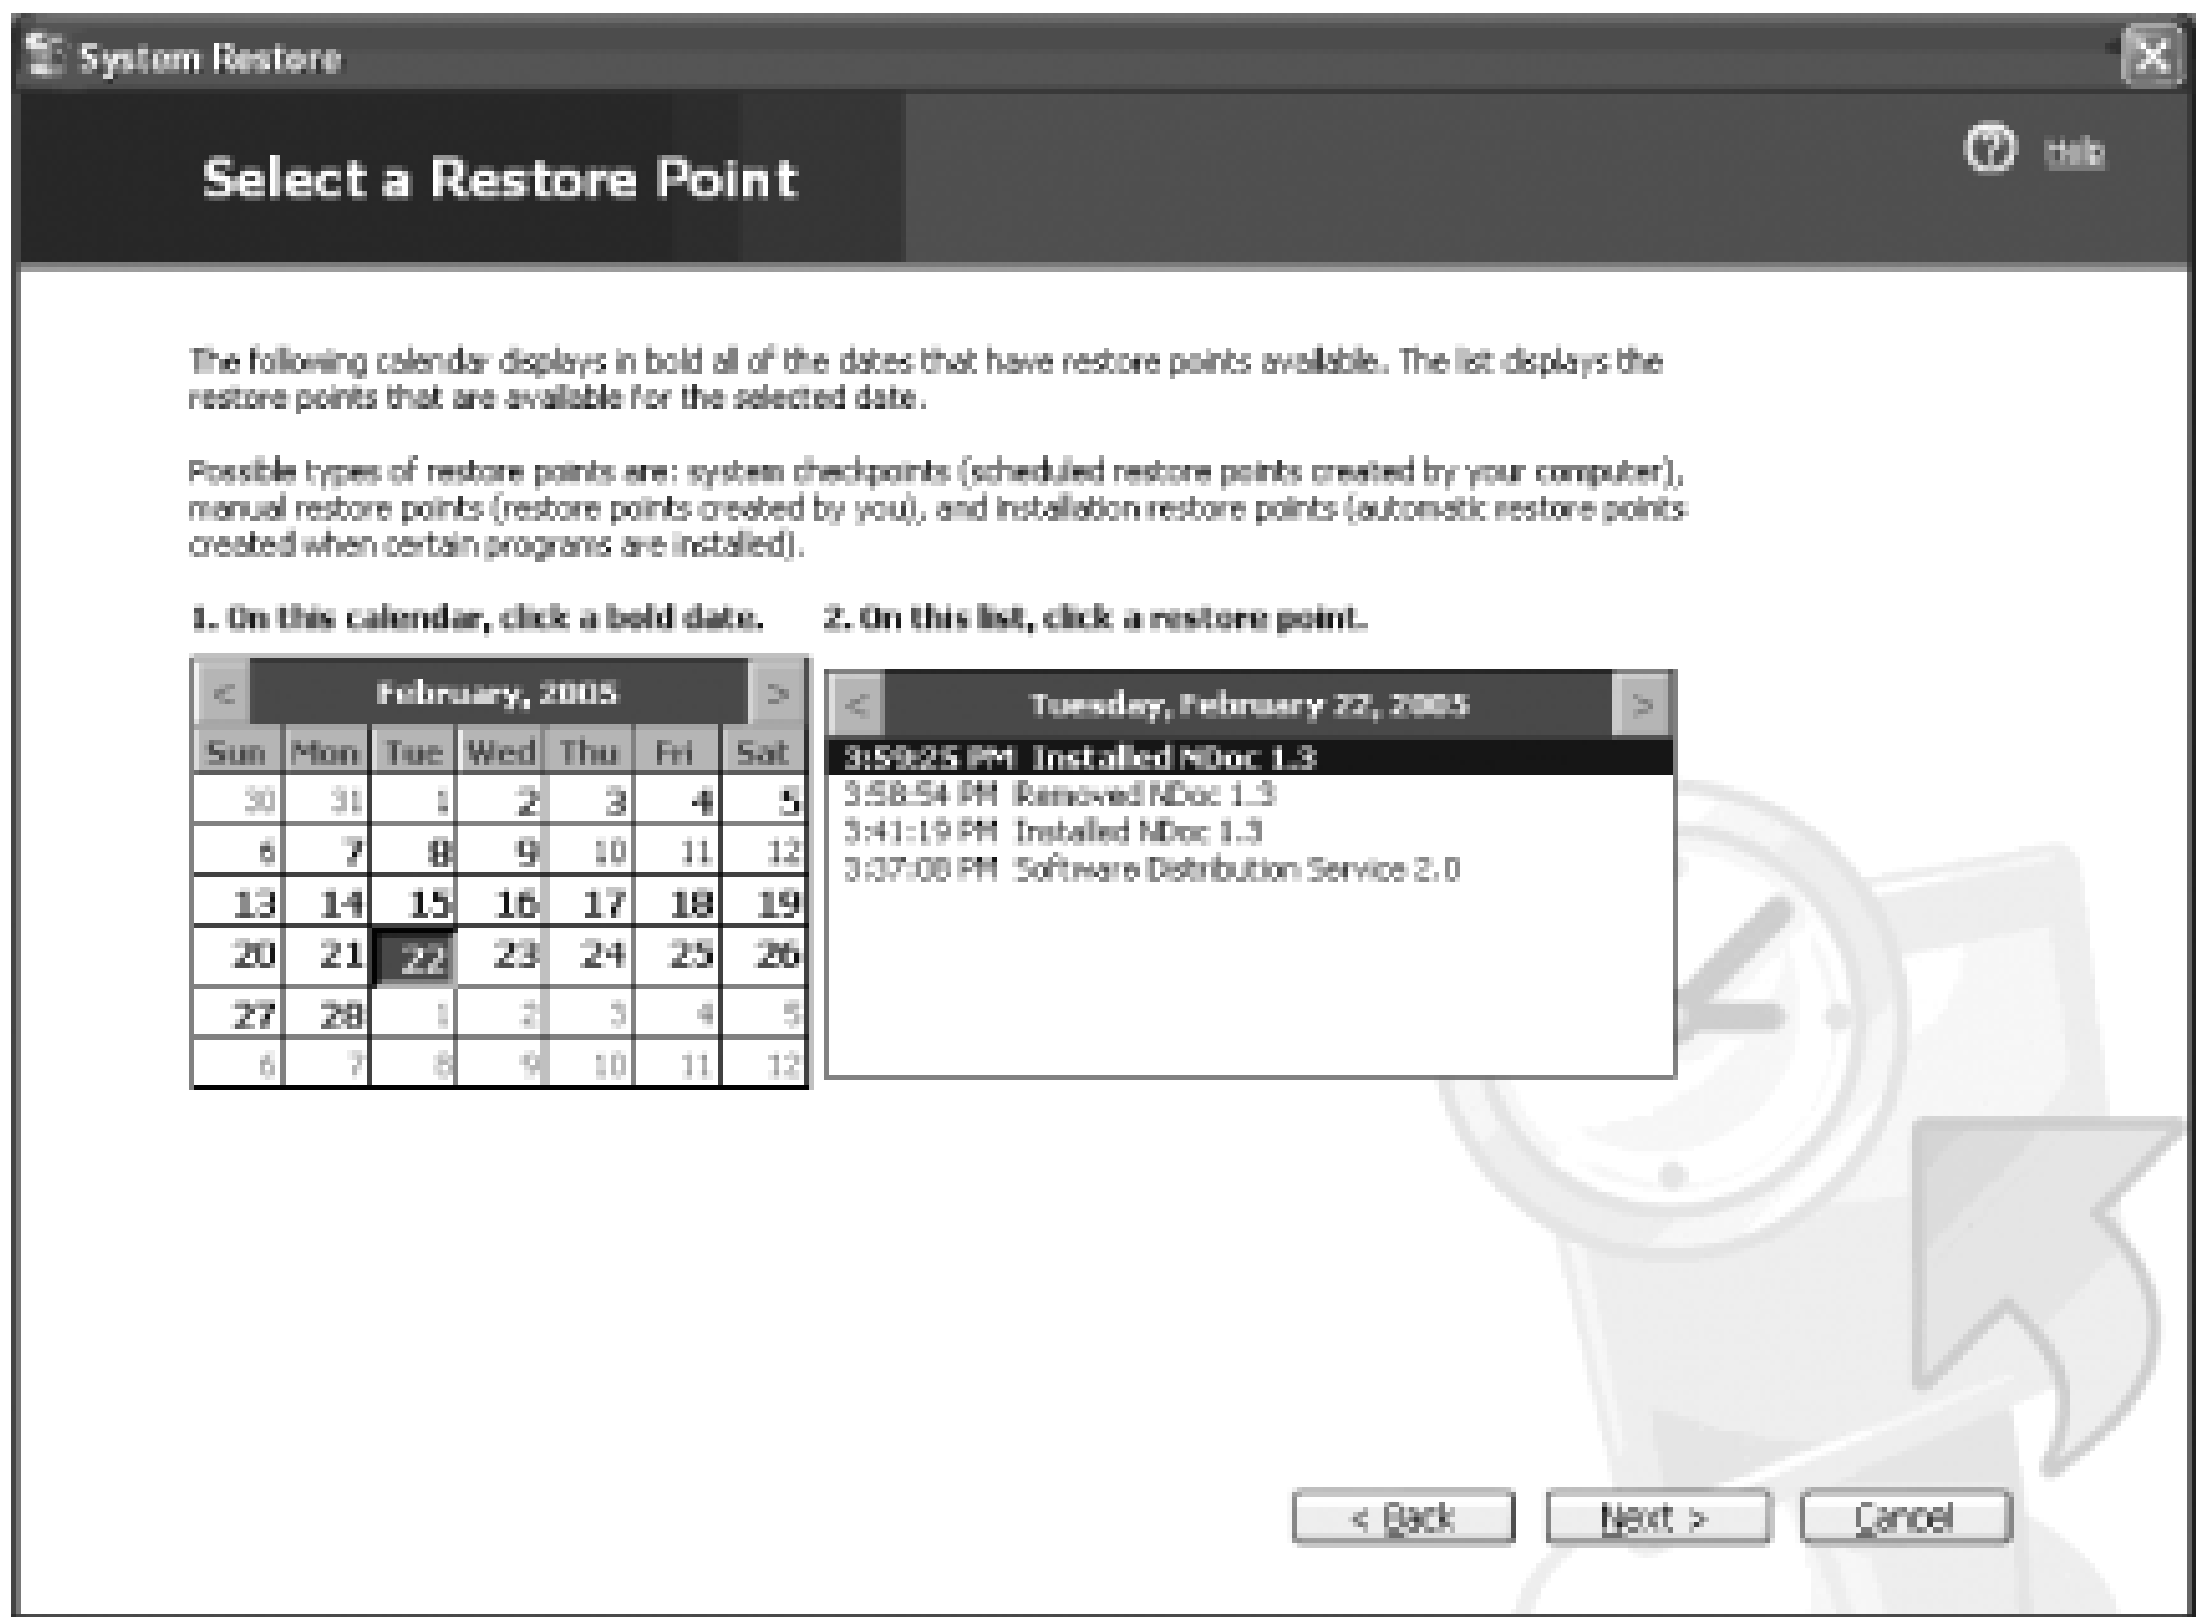 System Restore
Select a Restore Point
Help
The following calendar displays in bold all of the dates that have restore points available. The list displays the
restore points that are available for the selected date.
Possible types of restore points are: system checkpoints (scheduled restore points created by your computer),
manual restore points (restore points created by you), and installation restore points (automatic restore points
created when certain programs are installed).
1. On this calendar, click a bold date.
2. On this list, click a restore point.
< February, 2005 >
Sun Mon Tue Wed Thu Fri Sat
30 31 1 2 3 4 5
6 7 8 9 10 11 12
13 14 15 16 17 18 19
20 21 22 23 24 25 26
27 28 1 2 3 4 5
6 7 8 9 10 11 12
< Tuesday, February 22, 2005 >
PM Installed NDoc 1.3
3:58:54 PM Removed NDoc 1.3
3:41:19 PM Installed NDoc 1.3
3:37:08 PM Software Distribution Service 2.0
< Back
Next >
Cancel